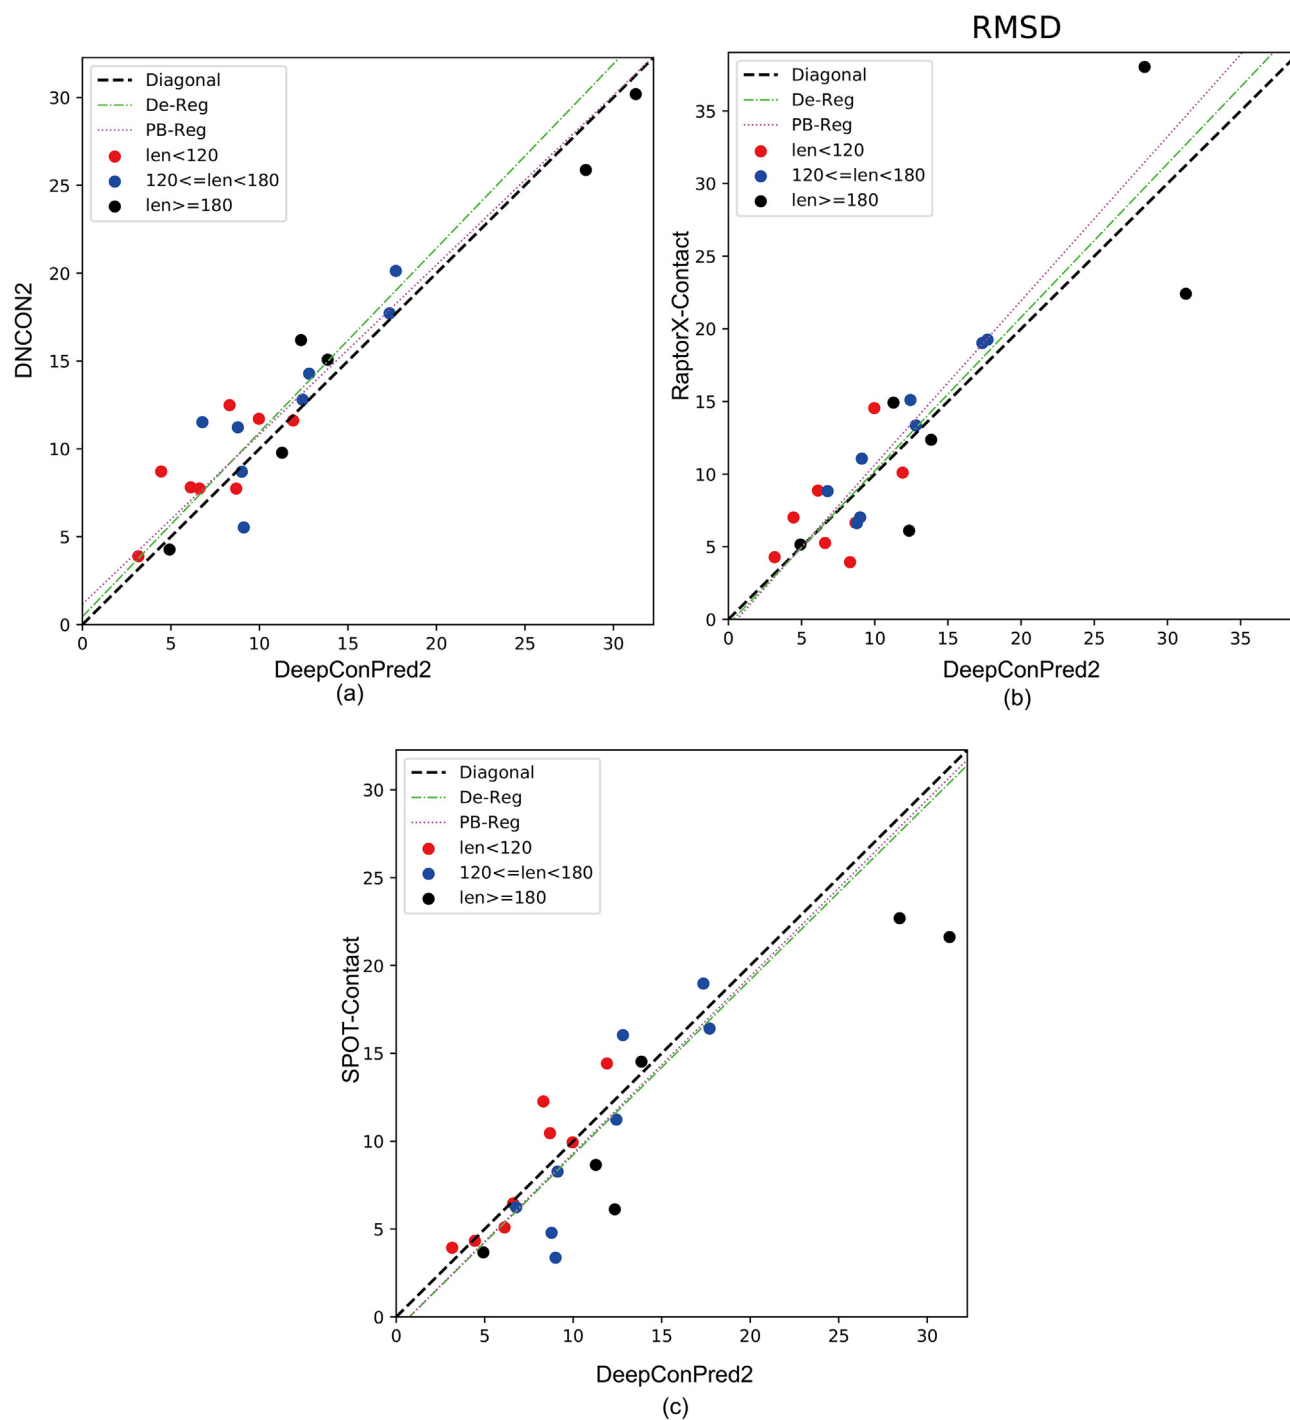 RMSD
Diagonal
De-Reg
PB-Reg
len<120
120<=len<180
len>=180
30
25
20
15
10
5
0
DNCON2
0 5 10 15 20 25 30
DeepConPred2
(a)
Diagonal
De-Reg
PB-Reg
len<120
120<=len<180
len>=180
35
30
25
20
15
10
5
0
RaptorX-Contact
0 5 10 15 20 25 30 35
DeepConPred2
(b)
Diagonal
De-Reg
PB-Reg
len<120
120<=len<180
len>=180
30
25
20
15
10
5
0
SPOT-Contact
0 5 10 15 20 25 30
DeepConPred2
(c)